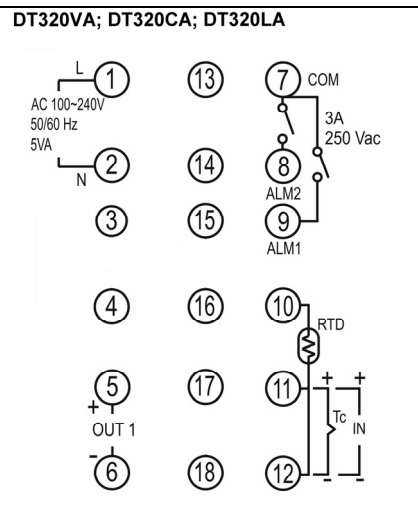 DT320VA; DT320CA; DT320LA
L 1 13 7 COM
AC 100~240V
50/60 Hz
5VA
3A
250 Vac
N 2 14 8
ALM2
3 15 9
ALM1
4 16 10
RTD
5 17 11 + +
+
OUT 1
Tc IN
- 6 18 12 - -